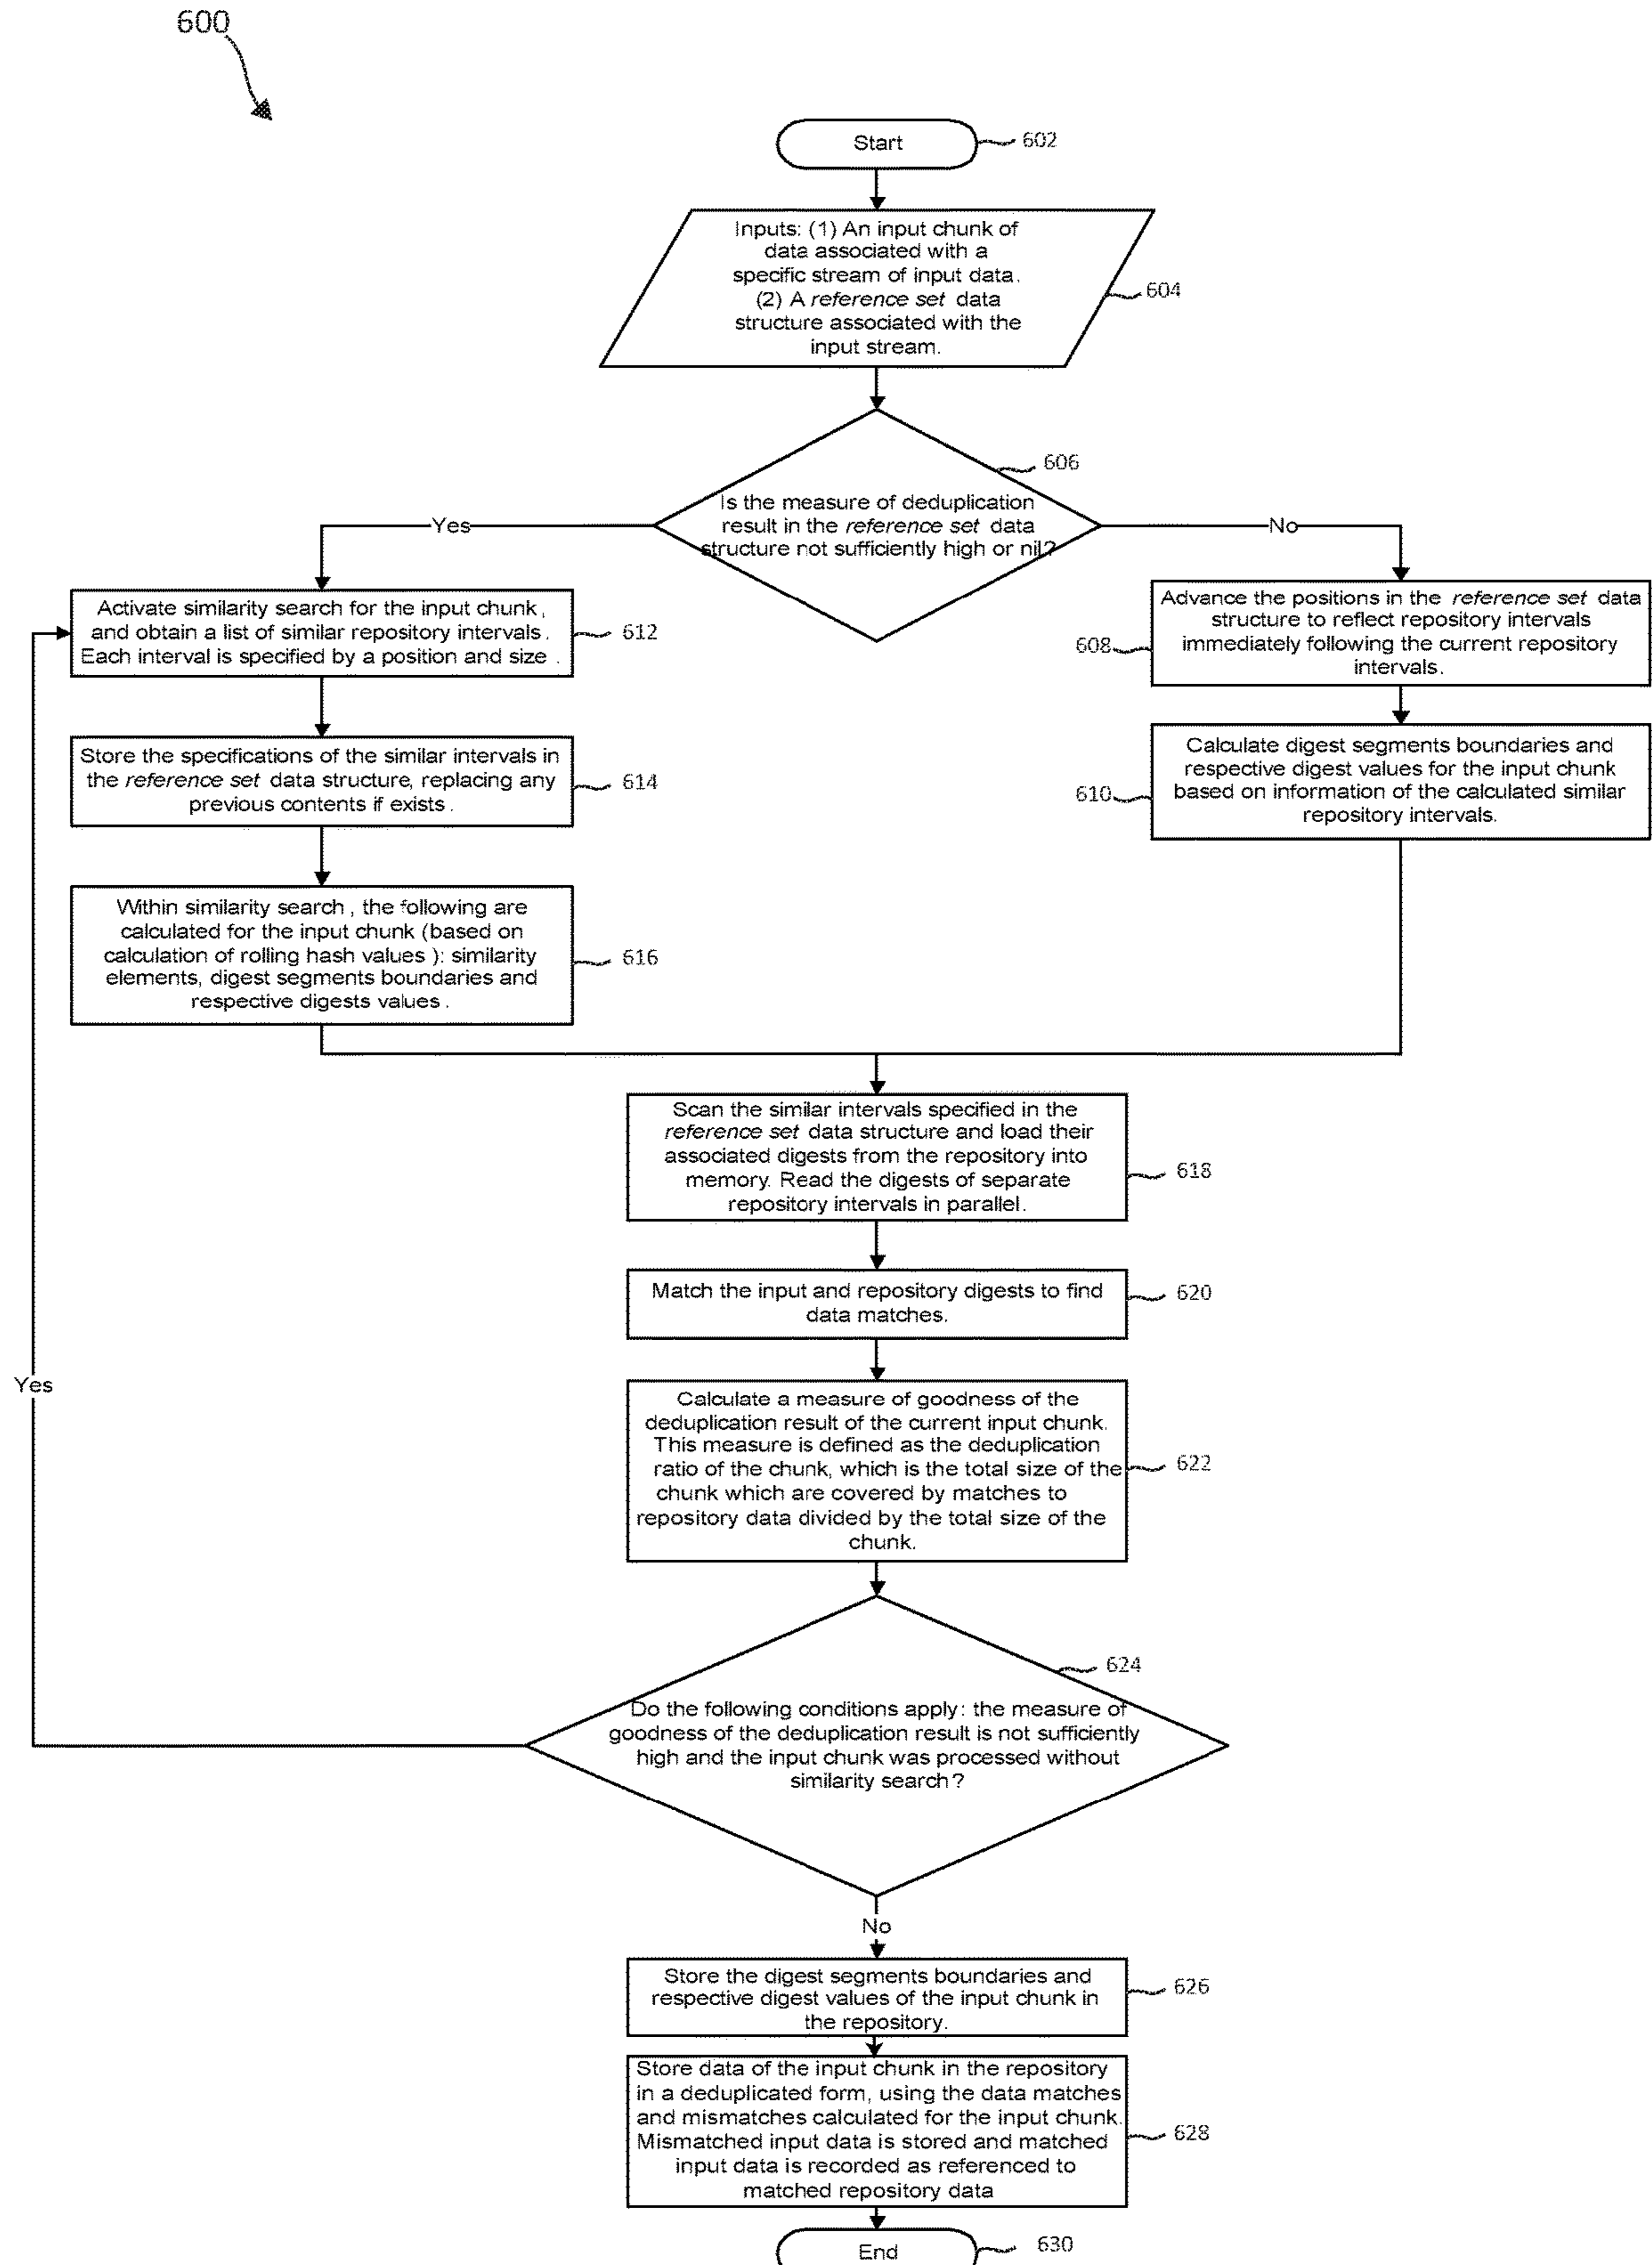 600
Start
602
Inputs: (1) An input chunk of
data associated with a
specific stream of input data.
(2) A reference set data
structure associated with the
input stream.
604
606
Is the measure of deduplication
result in the reference set data
structure not sufficiently high or nil?
Yes
No
Activate similarity search for the input chunk,
and obtain a list of similar repository intervals.
Each interval is specified by a position and size.
612
Advance the positions in the reference set data
structure to reflect repository intervals
immediately following the current repository
intervals.
608
Store the specifications of the similar intervals in
the reference set data structure, replacing any
previous contents if exists.
614
Calculate digest segments boundaries and
respective digest values for the input chunk
based on information of the calculated similar
repository intervals.
610
Within similarity search, the following are
calculated for the input chunk (based on
calculation of rolling hash values): similarity
elements, digest segments boundaries and
respective digests values.
616
Scan the similar intervals specified in the
reference set data structure and load their
associated digests from the repository into
memory. Read the digests of separate
repository intervals in parallel.
618
Match the input and repository digests to find
data matches.
620
Yes
Calculate a measure of goodness of the
deduplication result of the current input chunk.
This measure is defined as the deduplication
ratio of the chunk, which is the total size of the
chunk which are covered by matches to
repository data divided by the total size of the
chunk.
622
624
Do the following conditions apply: the measure of
goodness of the deduplication result is not sufficiently
high and the input chunk was processed without
similarity search?
No
Store the digest segments boundaries and
respective digest values of the input chunk in
the repository.
626
Store data of the input chunk in the repository
in a deduplicated form, using the data matches
and mismatches calculated for the input chunk.
Mismatched input data is stored and matched
input data is recorded as referenced to
matched repository data
628
End
630